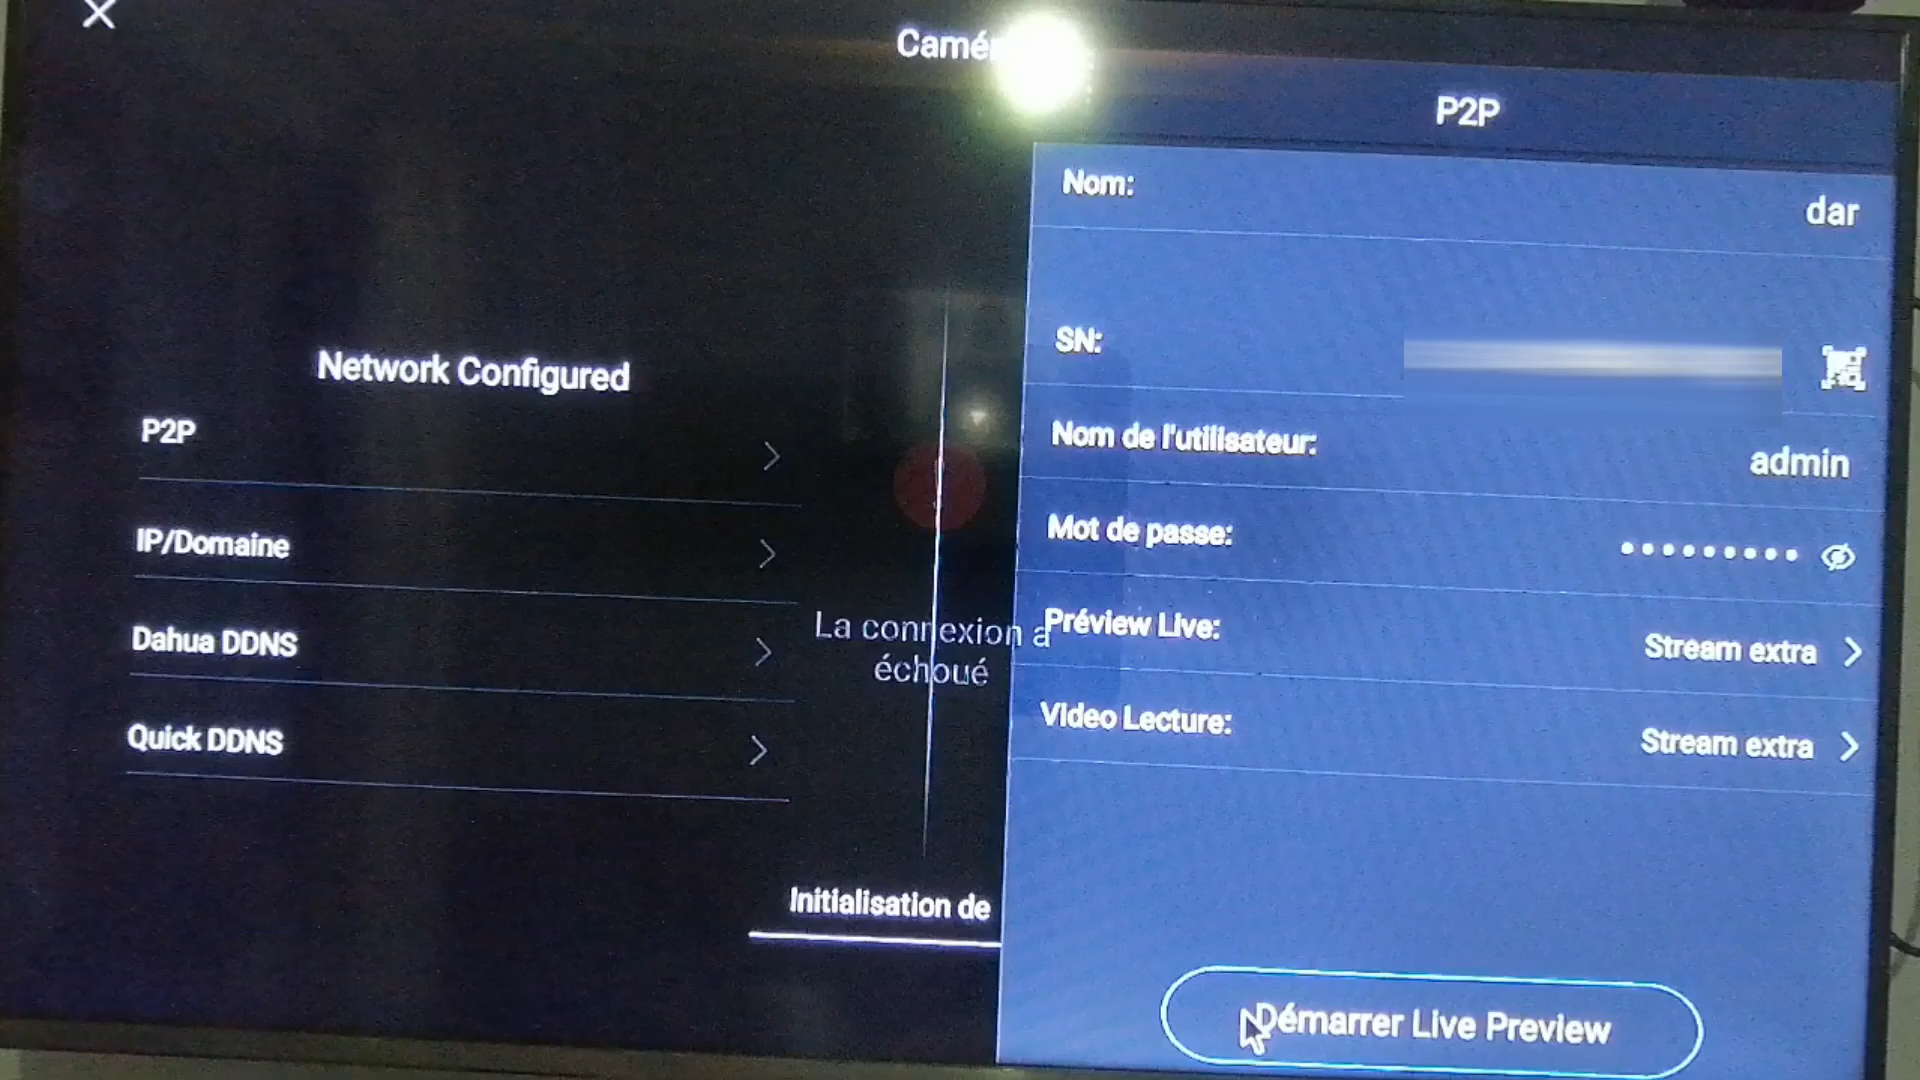 Camér
P2P
Nom:
dar
SN:
Network Configured
P2P
IP/Domaine
Dahua DDNS
Quick DDNS
Nom de l'utilisateur:
admin
Mot de passe:
•••••••••
La connexion a
échoué
Préview Live:
Stream extra
Video Lecture:
Stream extra
Initialisation de
Démarrer Live Preview